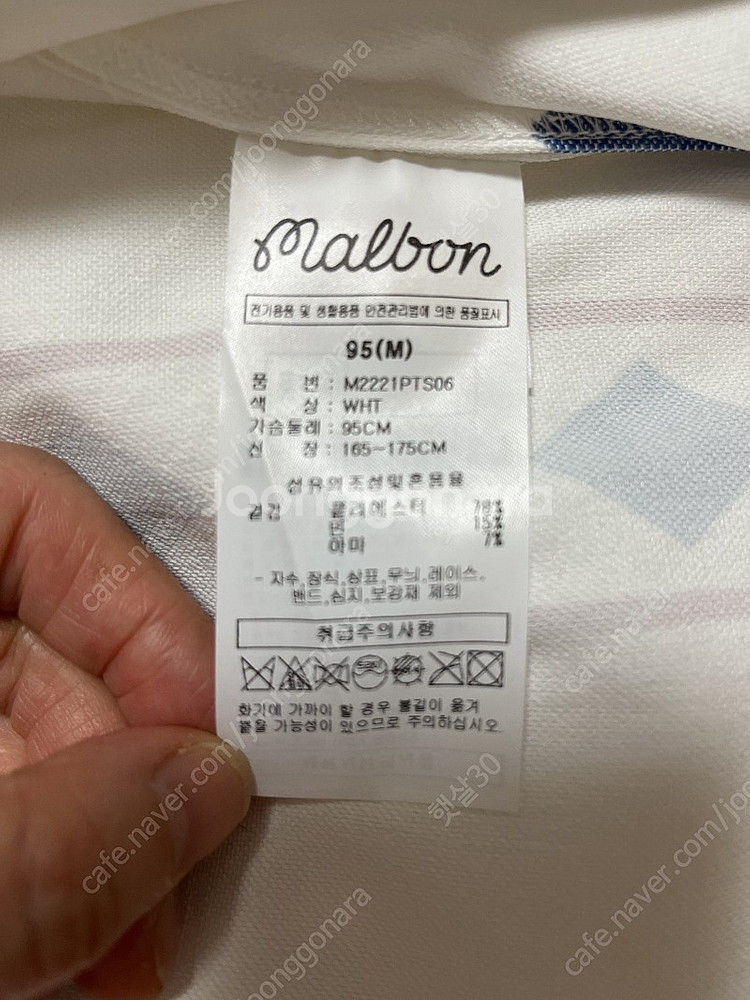 Malbon
전기용품 및 생활용품 안전관리법에 의한 품질표시
95(M)
품 번 : M2221PTS06
색 상 : WHT
가슴둘레 : 95CM
신 장 : 165-175CM
섬유의조성및혼용율
겉감 폴리에스터 78%
면 15%
아마 7%
- 자수,장식,상표,무늬,레이스,
밴드,심지,보강재 제외
취급주의사항
화기에 가까이 할 경우 불길이 옮겨
붙을 가능성이 있으므로 주의하십시오
Joonggonara
cafe.naver.com/joonggonara
햇살30